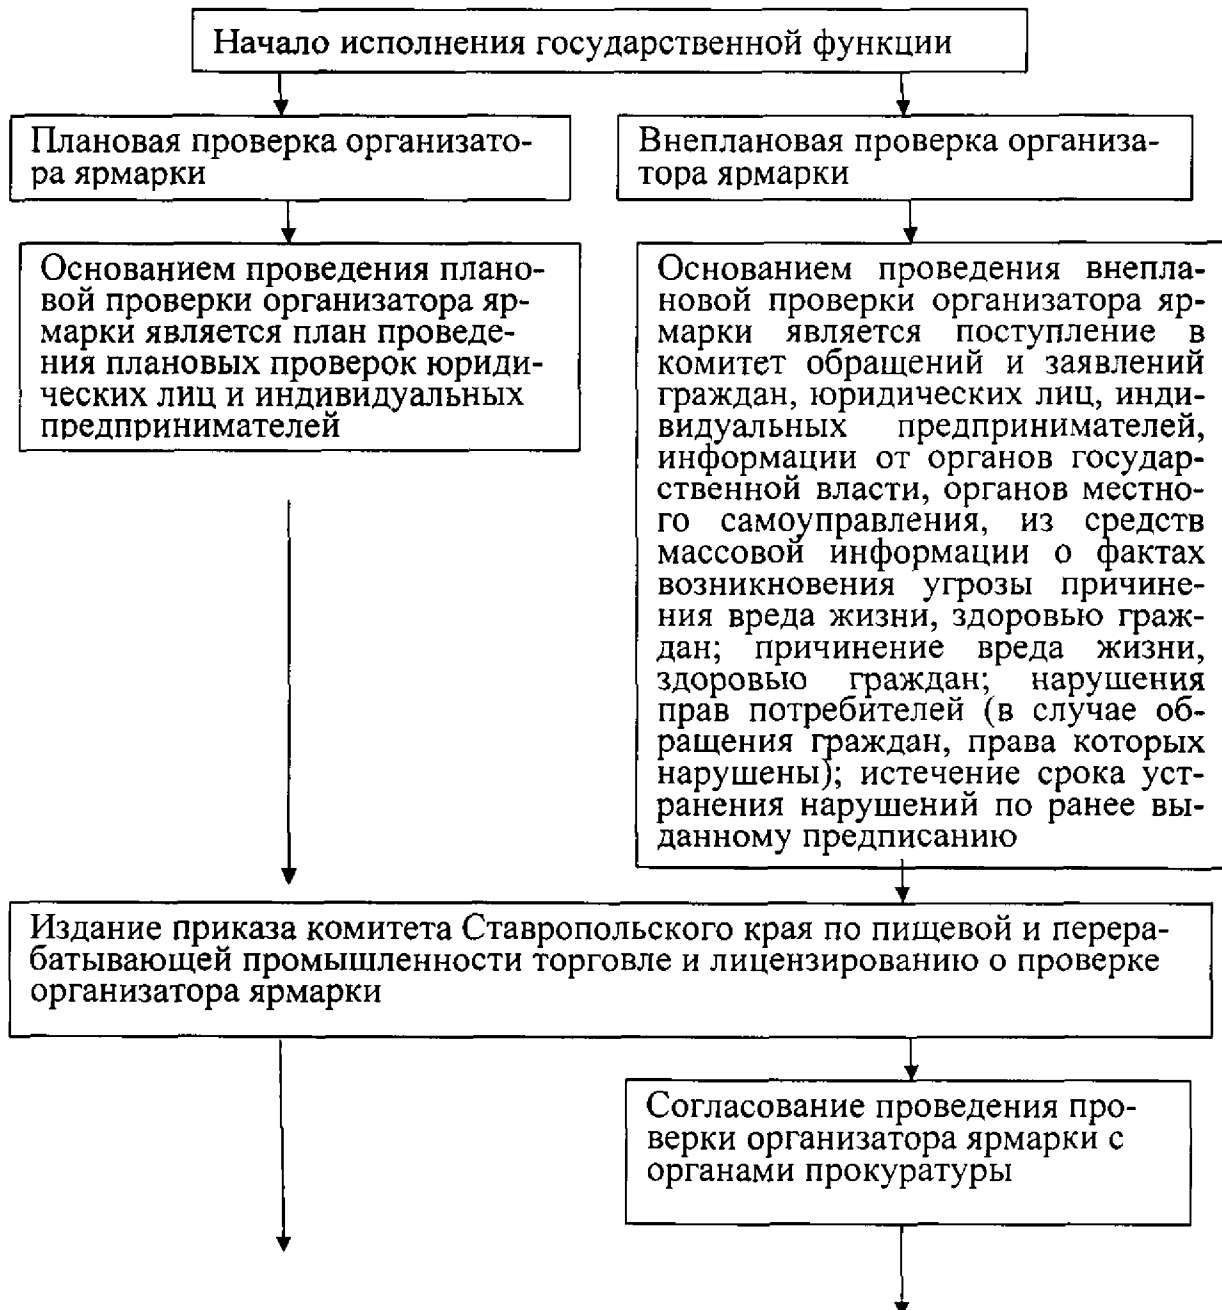 Начало исполнения государственной функции
Плановая проверка организато-
ра ярмарки
Внеплановая проверка организа-
тора ярмарки
Основанием проведения плано-
вой проверки организатора яр-
марки является план проведе-
ния плановых проверок юриди-
ческих лиц и индивидуальных
предпринимателей
Основанием проведения внепла-
новой проверки организатора яр-
марки является поступление в
комитет обращений и заявлений
граждан, юридических лиц, инди-
видуальных предпринимателей,
информации от органов государ-
ственной власти, органов местно-
го самоуправления, из средств
массовой информации о фактах
возникновения угрозы причине-
ния вреда жизни, здоровью граж-
дан; причинение вреда жизни,
здоровью граждан; нарушения
прав потребителей (в случае об-
ращения граждан, права которых
нарушены); истечение срока уст-
ранения нарушений по ранее вы-
данному предписанию
Издание приказа комитета Ставропольского края по пищевой и перера-
батывающей промышленности торговле и лицензированию о проверке
организатора ярмарки
Согласование проведения про-
верки организатора ярмарки с
органами прокуратуры